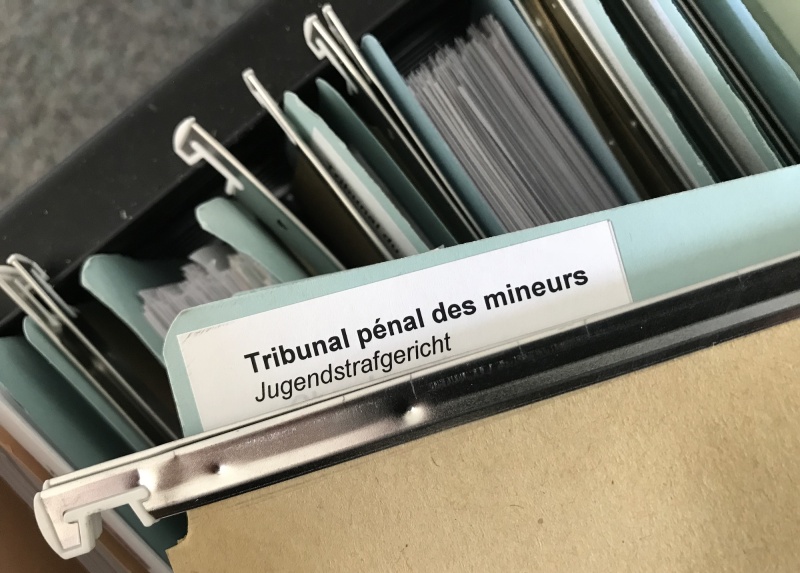 Tribunal pénal des mineurs
Jugendstrafgericht